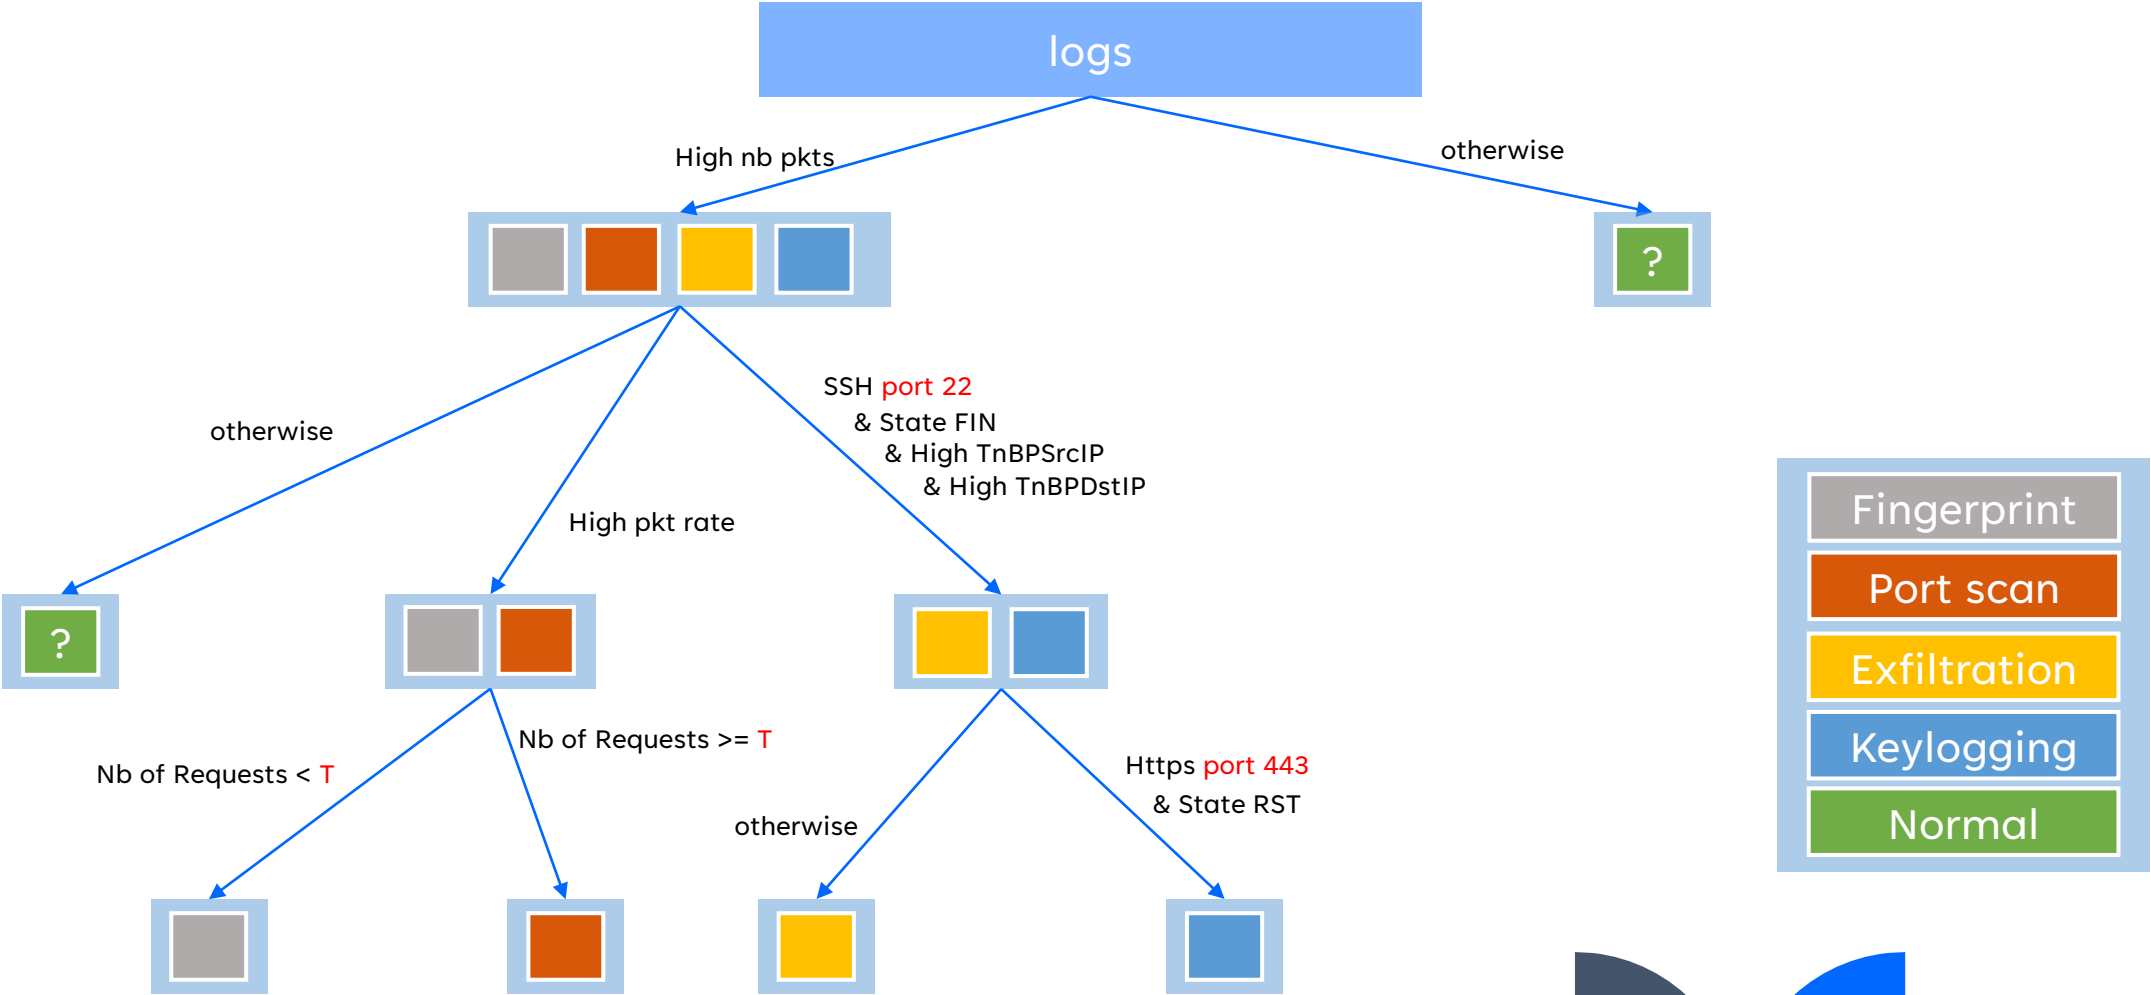 logs
High nb pkts
otherwise
?
SSH port 22
& State FIN
& High TnBPSrcIP
& High TnBPDstIP
otherwise
High pkt rate
?
Nb of Requests >= T
Nb of Requests < T
Https port 443
& State RST
otherwise
Fingerprint
Port scan
Exfiltration
Keylogging
Normal